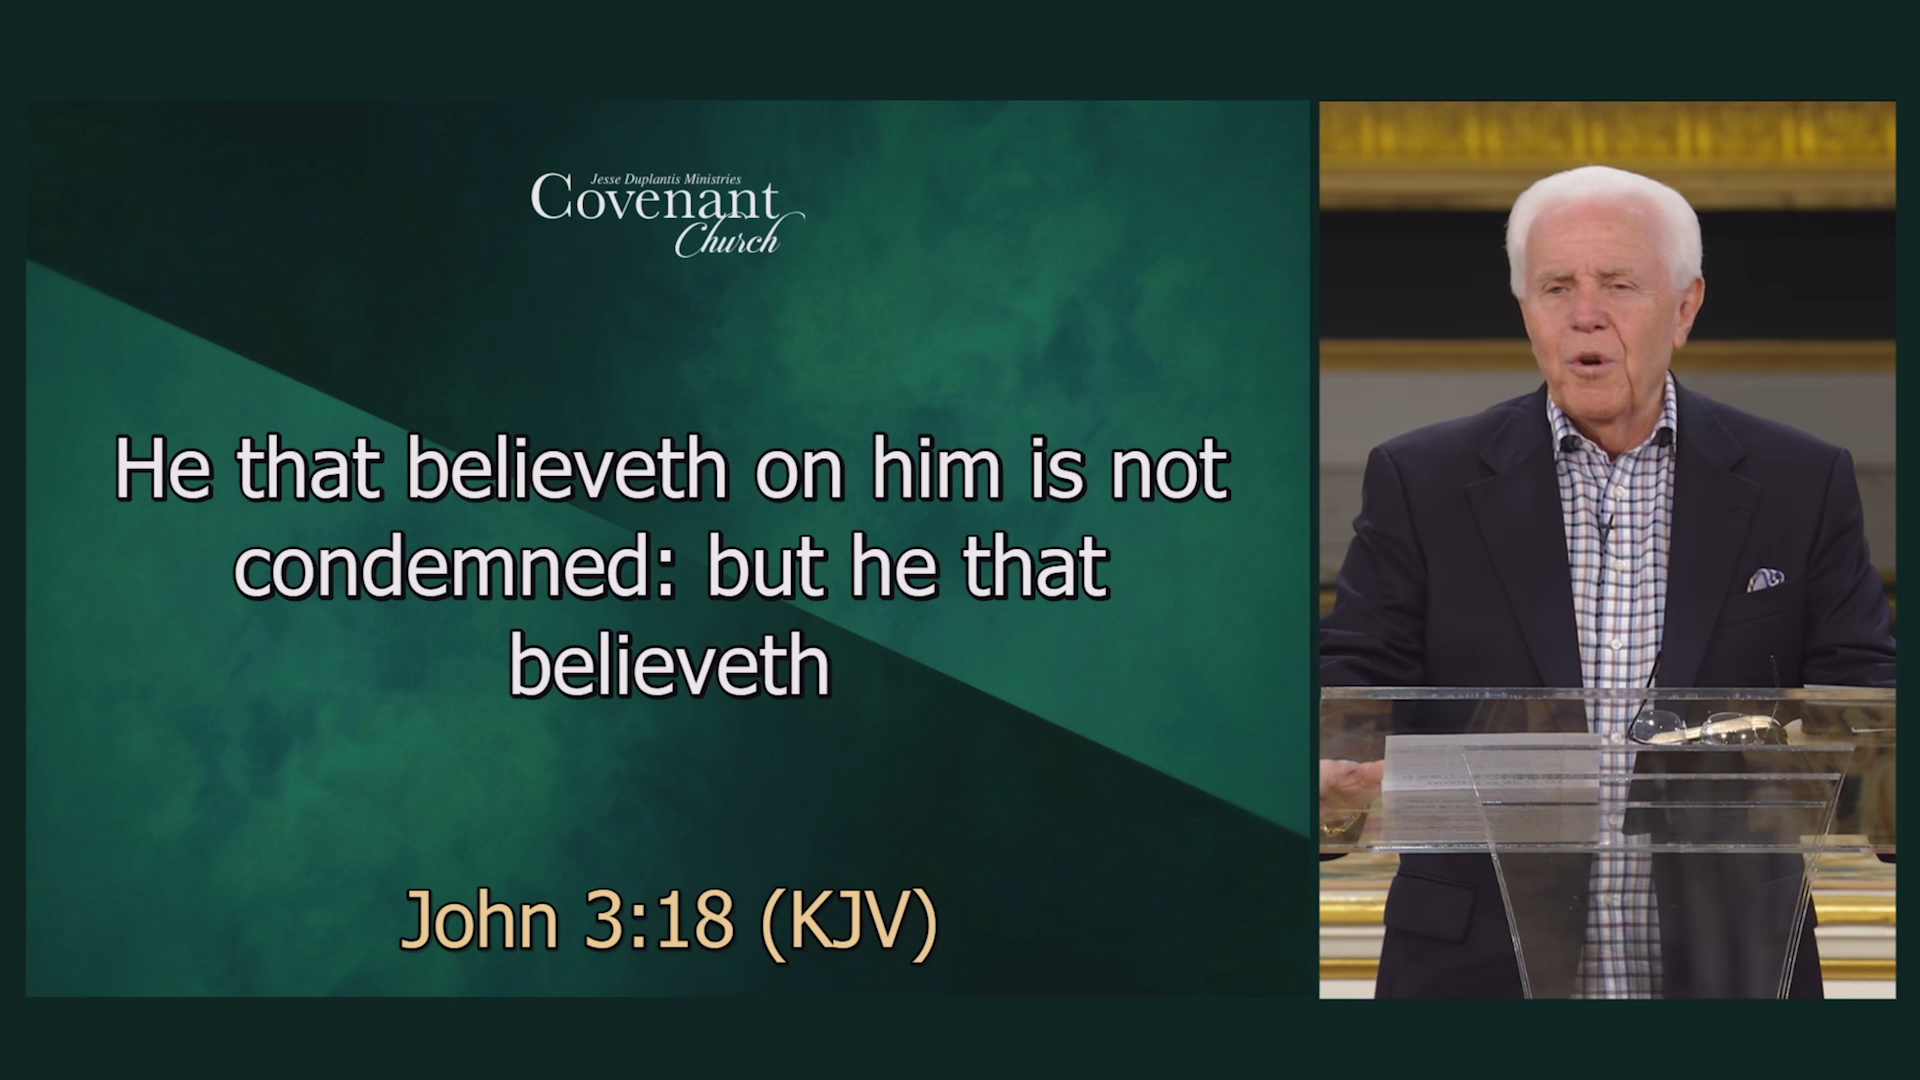 Jesse Duplantis Ministries
Covenant
Church
He that believeth on him is not
condemned: but he that
believeth
John 3:18 (KJV)